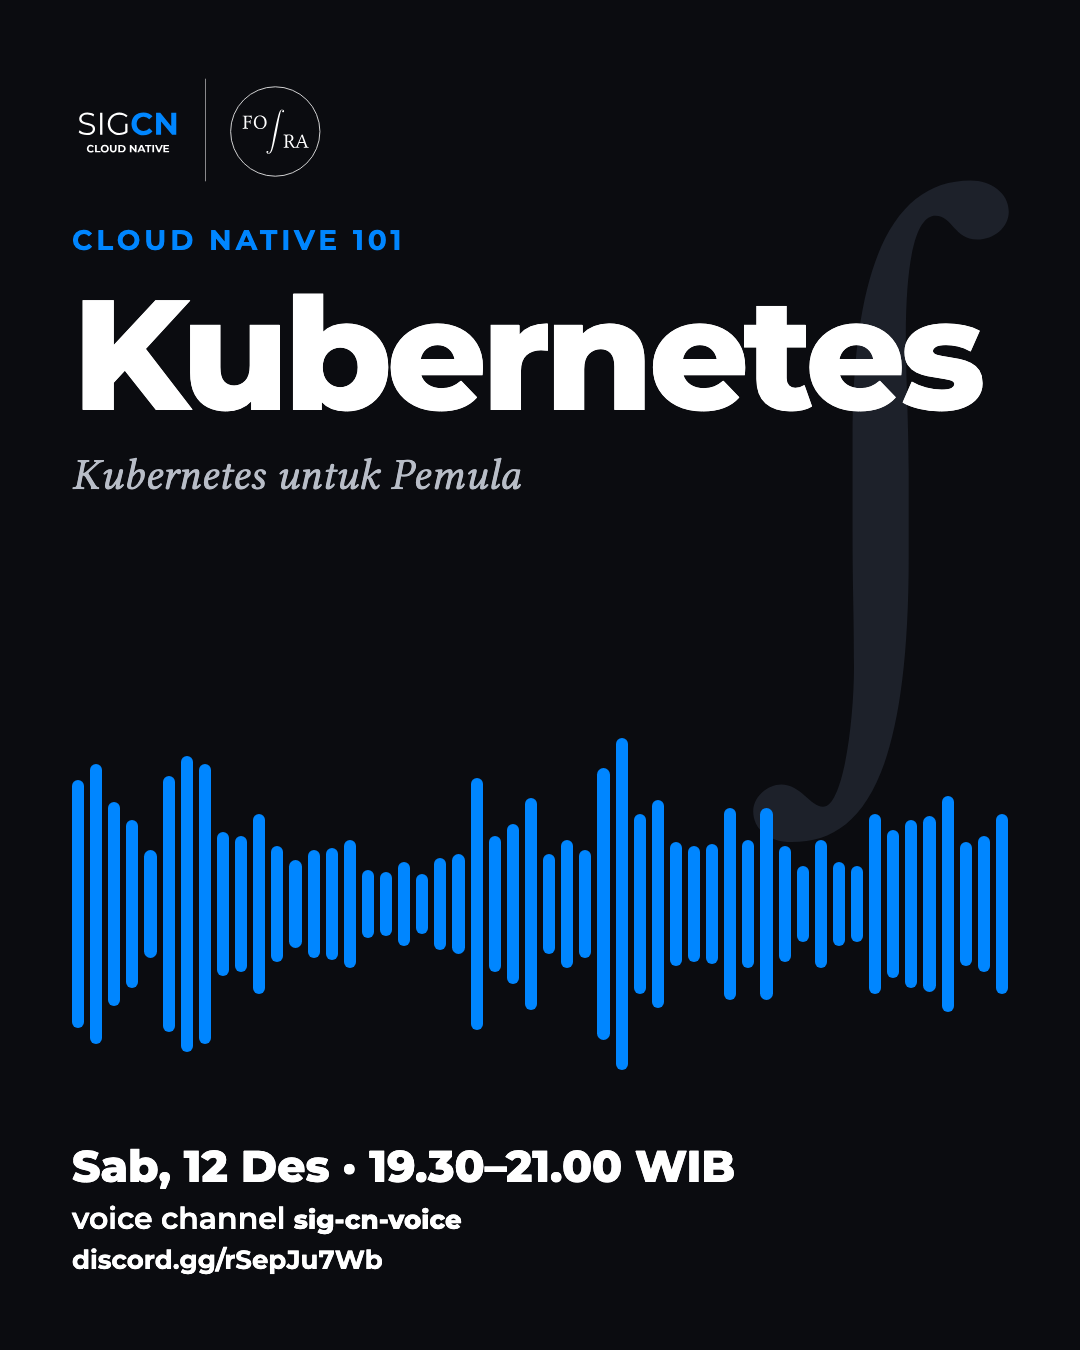 SIGCN
CLOUD NATIVE
FO∫RA
CLOUD NATIVE 101
Kubernetes
Kubernetes untuk Pemula
Sab, 12 Des • 19.30–21.00 WIB
voice channel sig-cn-voice
discord.gg/rSepJu7Wb